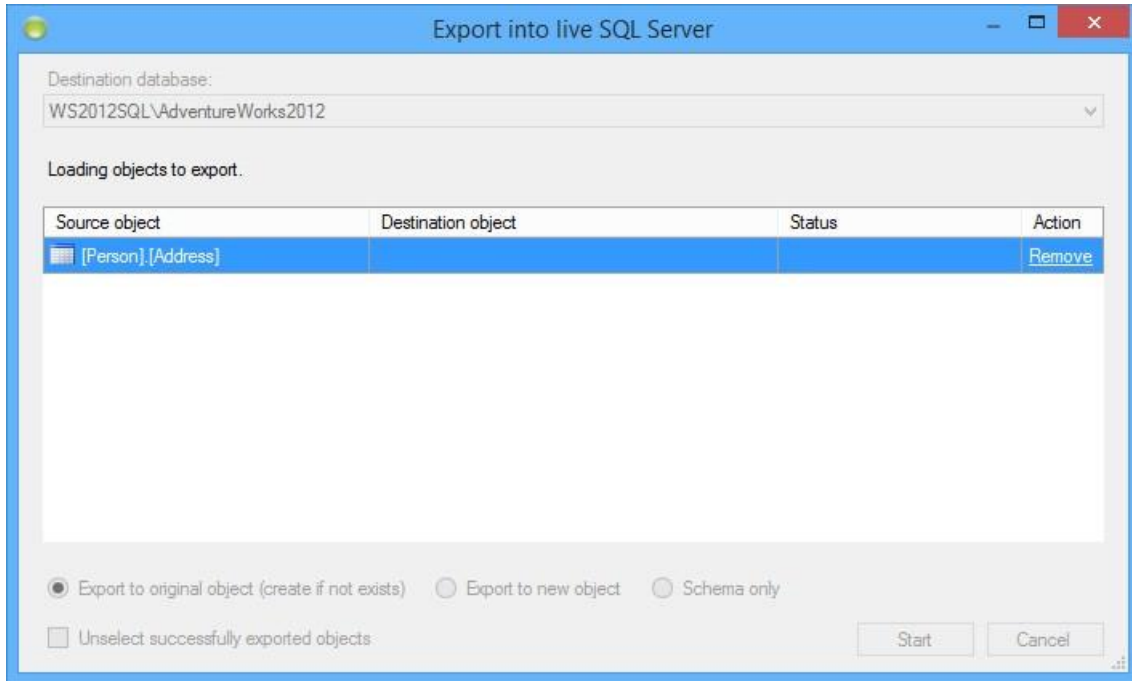 Export into live SQL Server
Destination database:
WS2012SQL\AdventureWorks2012
Loading objects to export.
Source object Destination object Status Action
[Person].[Address] Remove
Export to original object (create if not exists) Export to new object Schema only
Unselect successfully exported objects Start Cancel